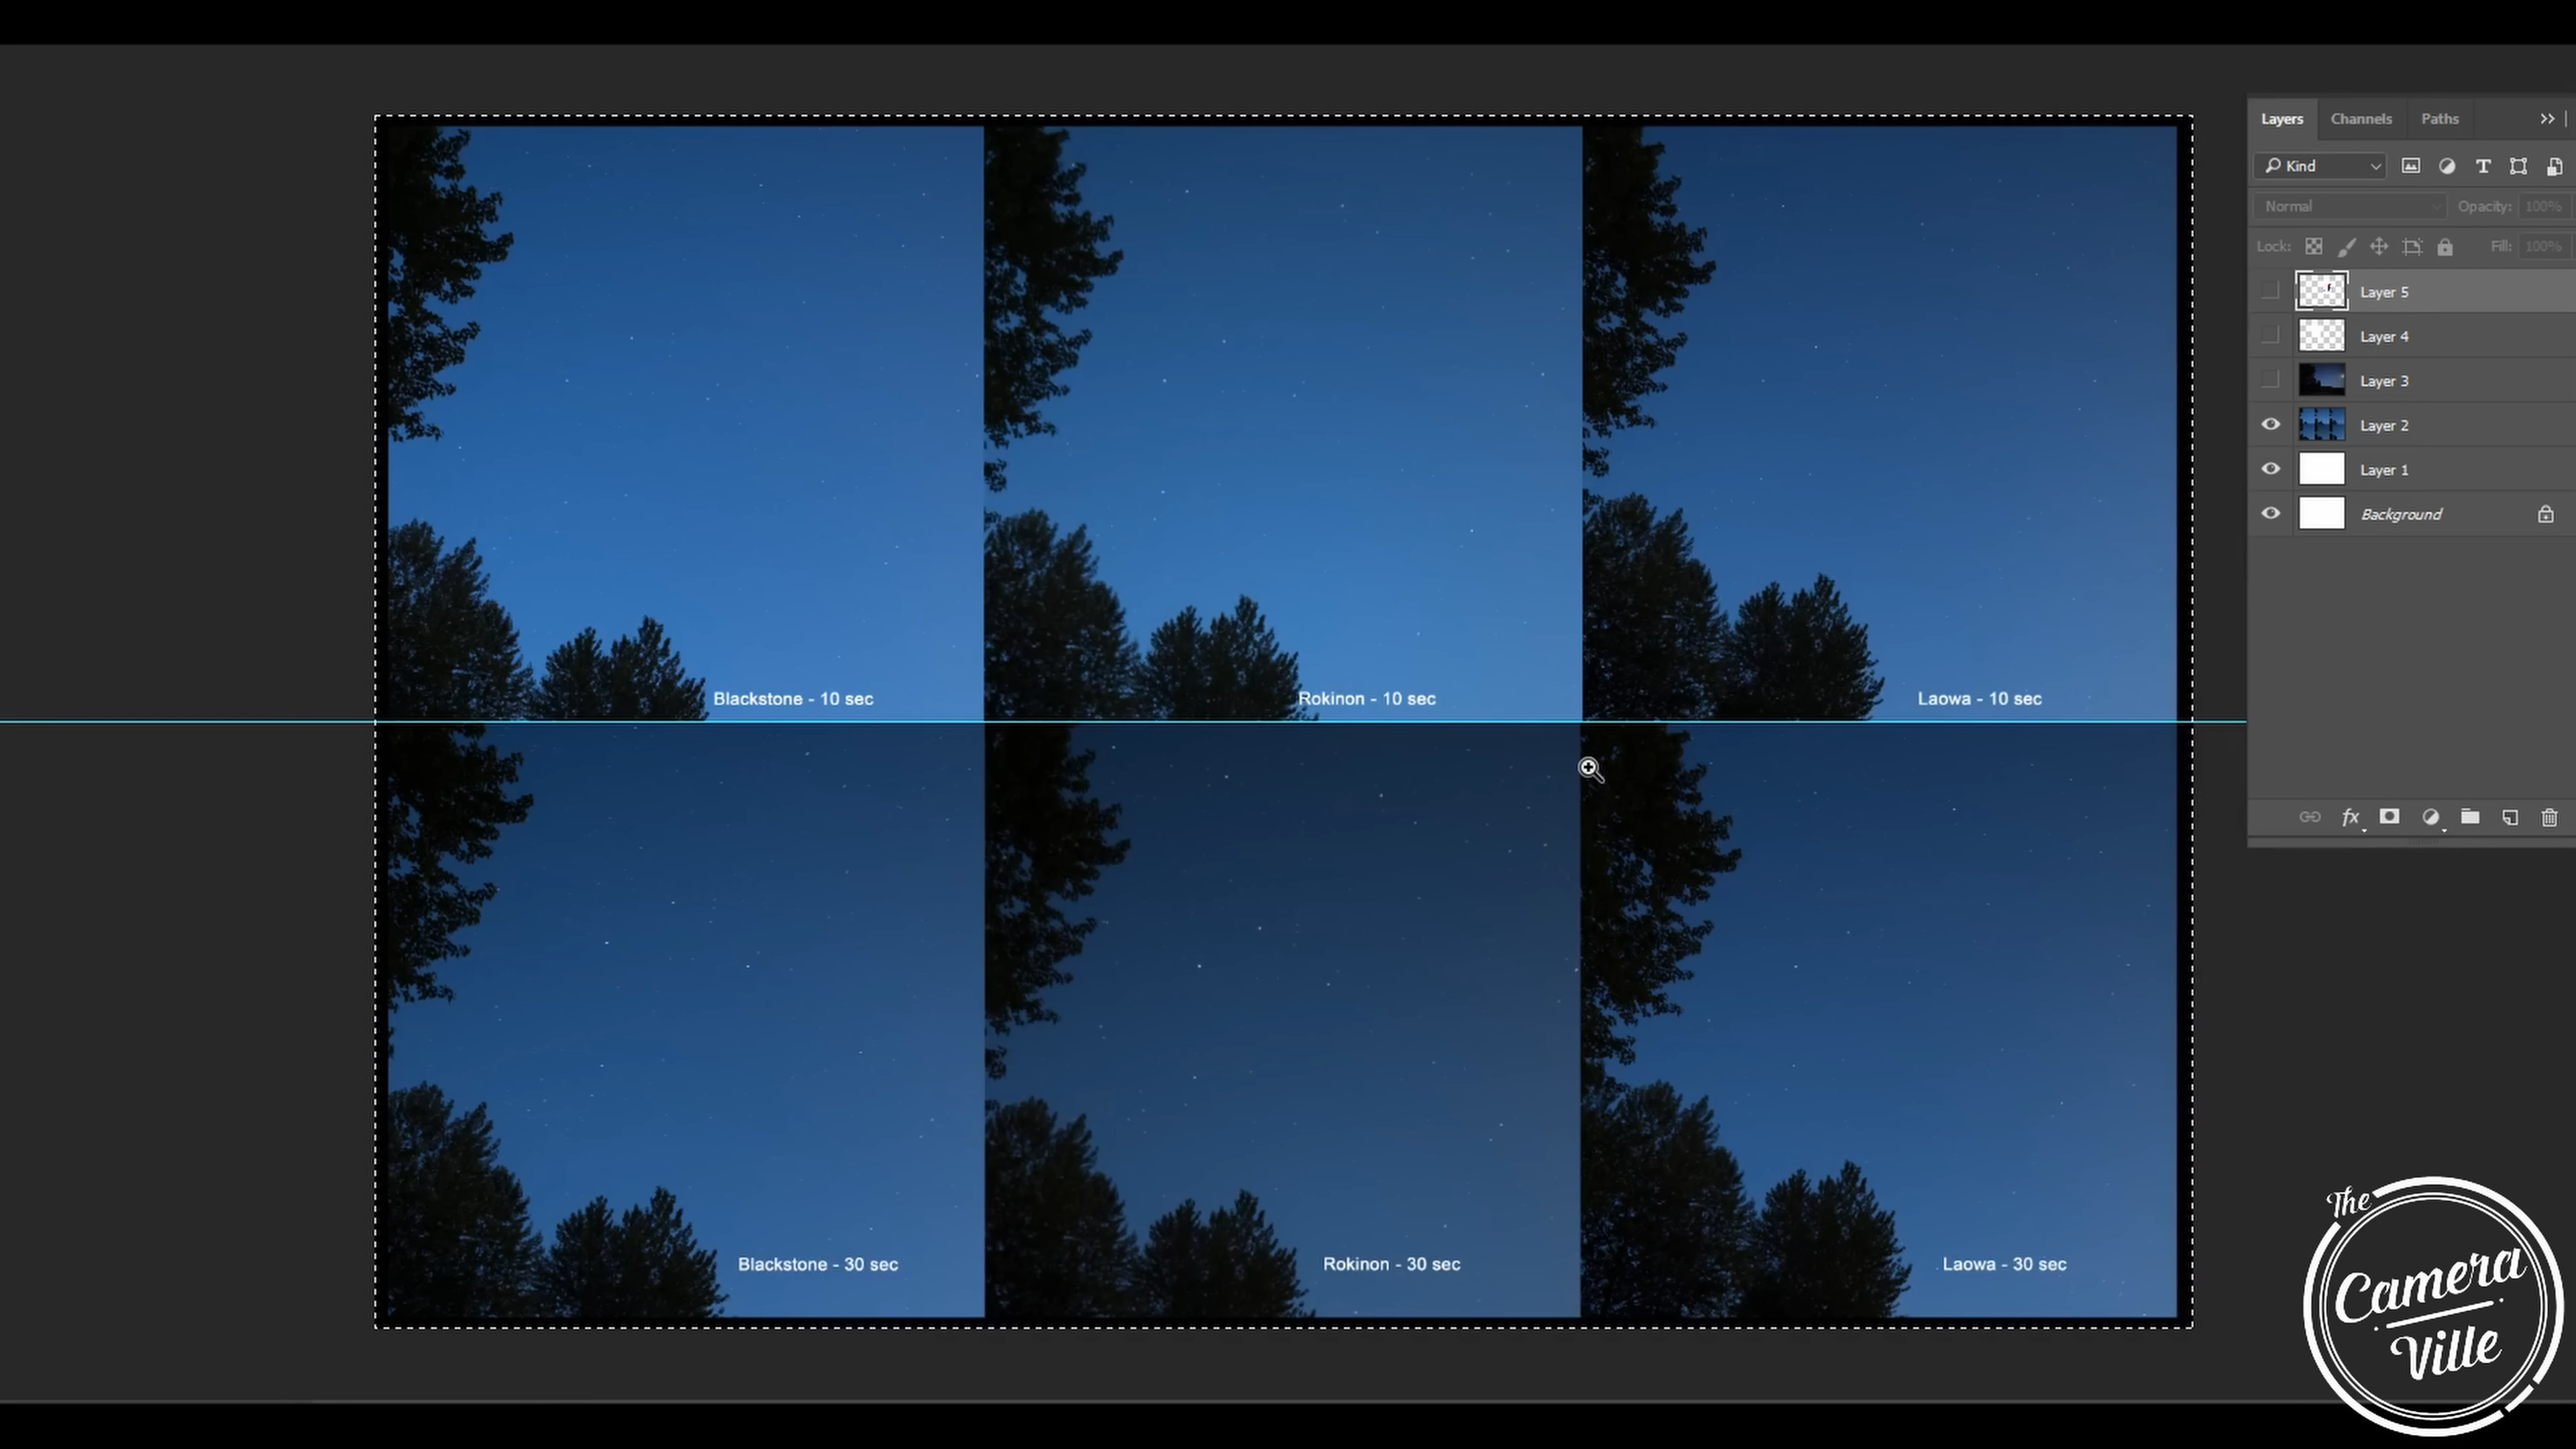 Layers Channels Paths
Kind
Normal Opacity: 100%
Lock: Fill: 100%
Layer 5
Layer 4
Layer 3
Layer 2
Layer 1
Background
fx
Blackstone - 10 sec
Rokinon - 10 sec
Laowa - 10 sec
Blackstone - 30 sec
Rokinon - 30 sec
Laowa - 30 sec
The
Camera
Ville